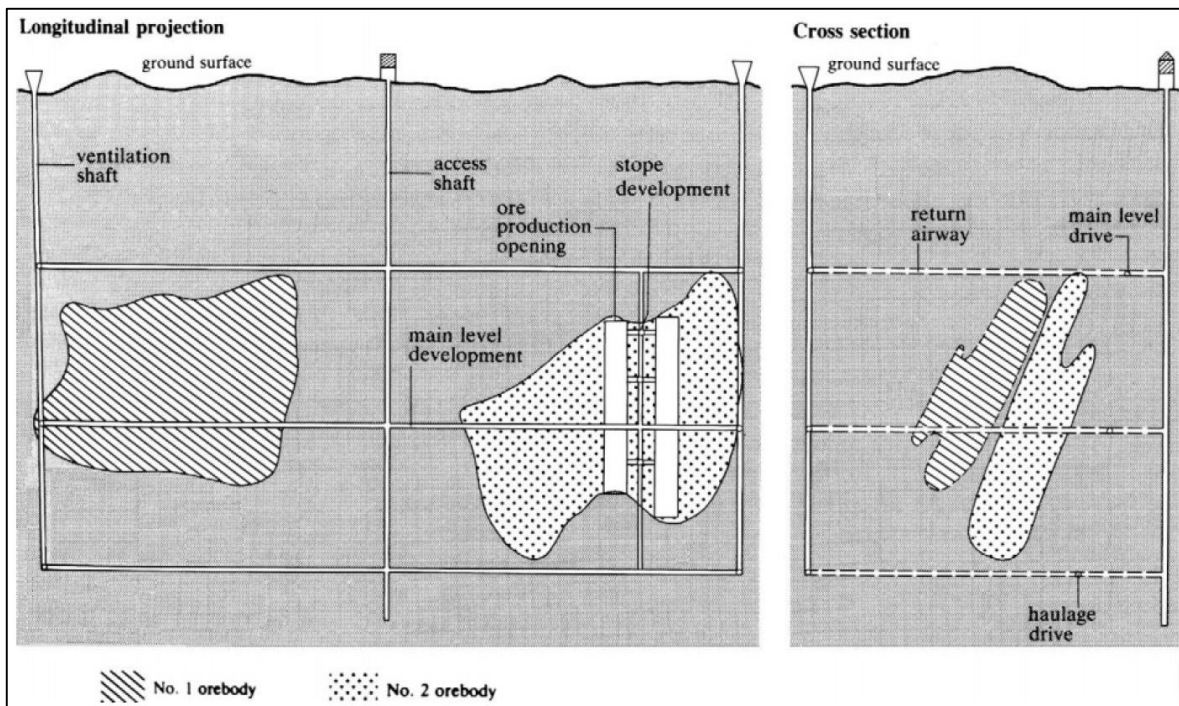 Longitudinal projection
ground surface
ventilation
shaft
access
shaft
stope
development
ore
production
opening
main level
development
Cross section
ground surface
return
airway
main level
drive
haulage
drive
No. 1 orebody
No. 2 orebody